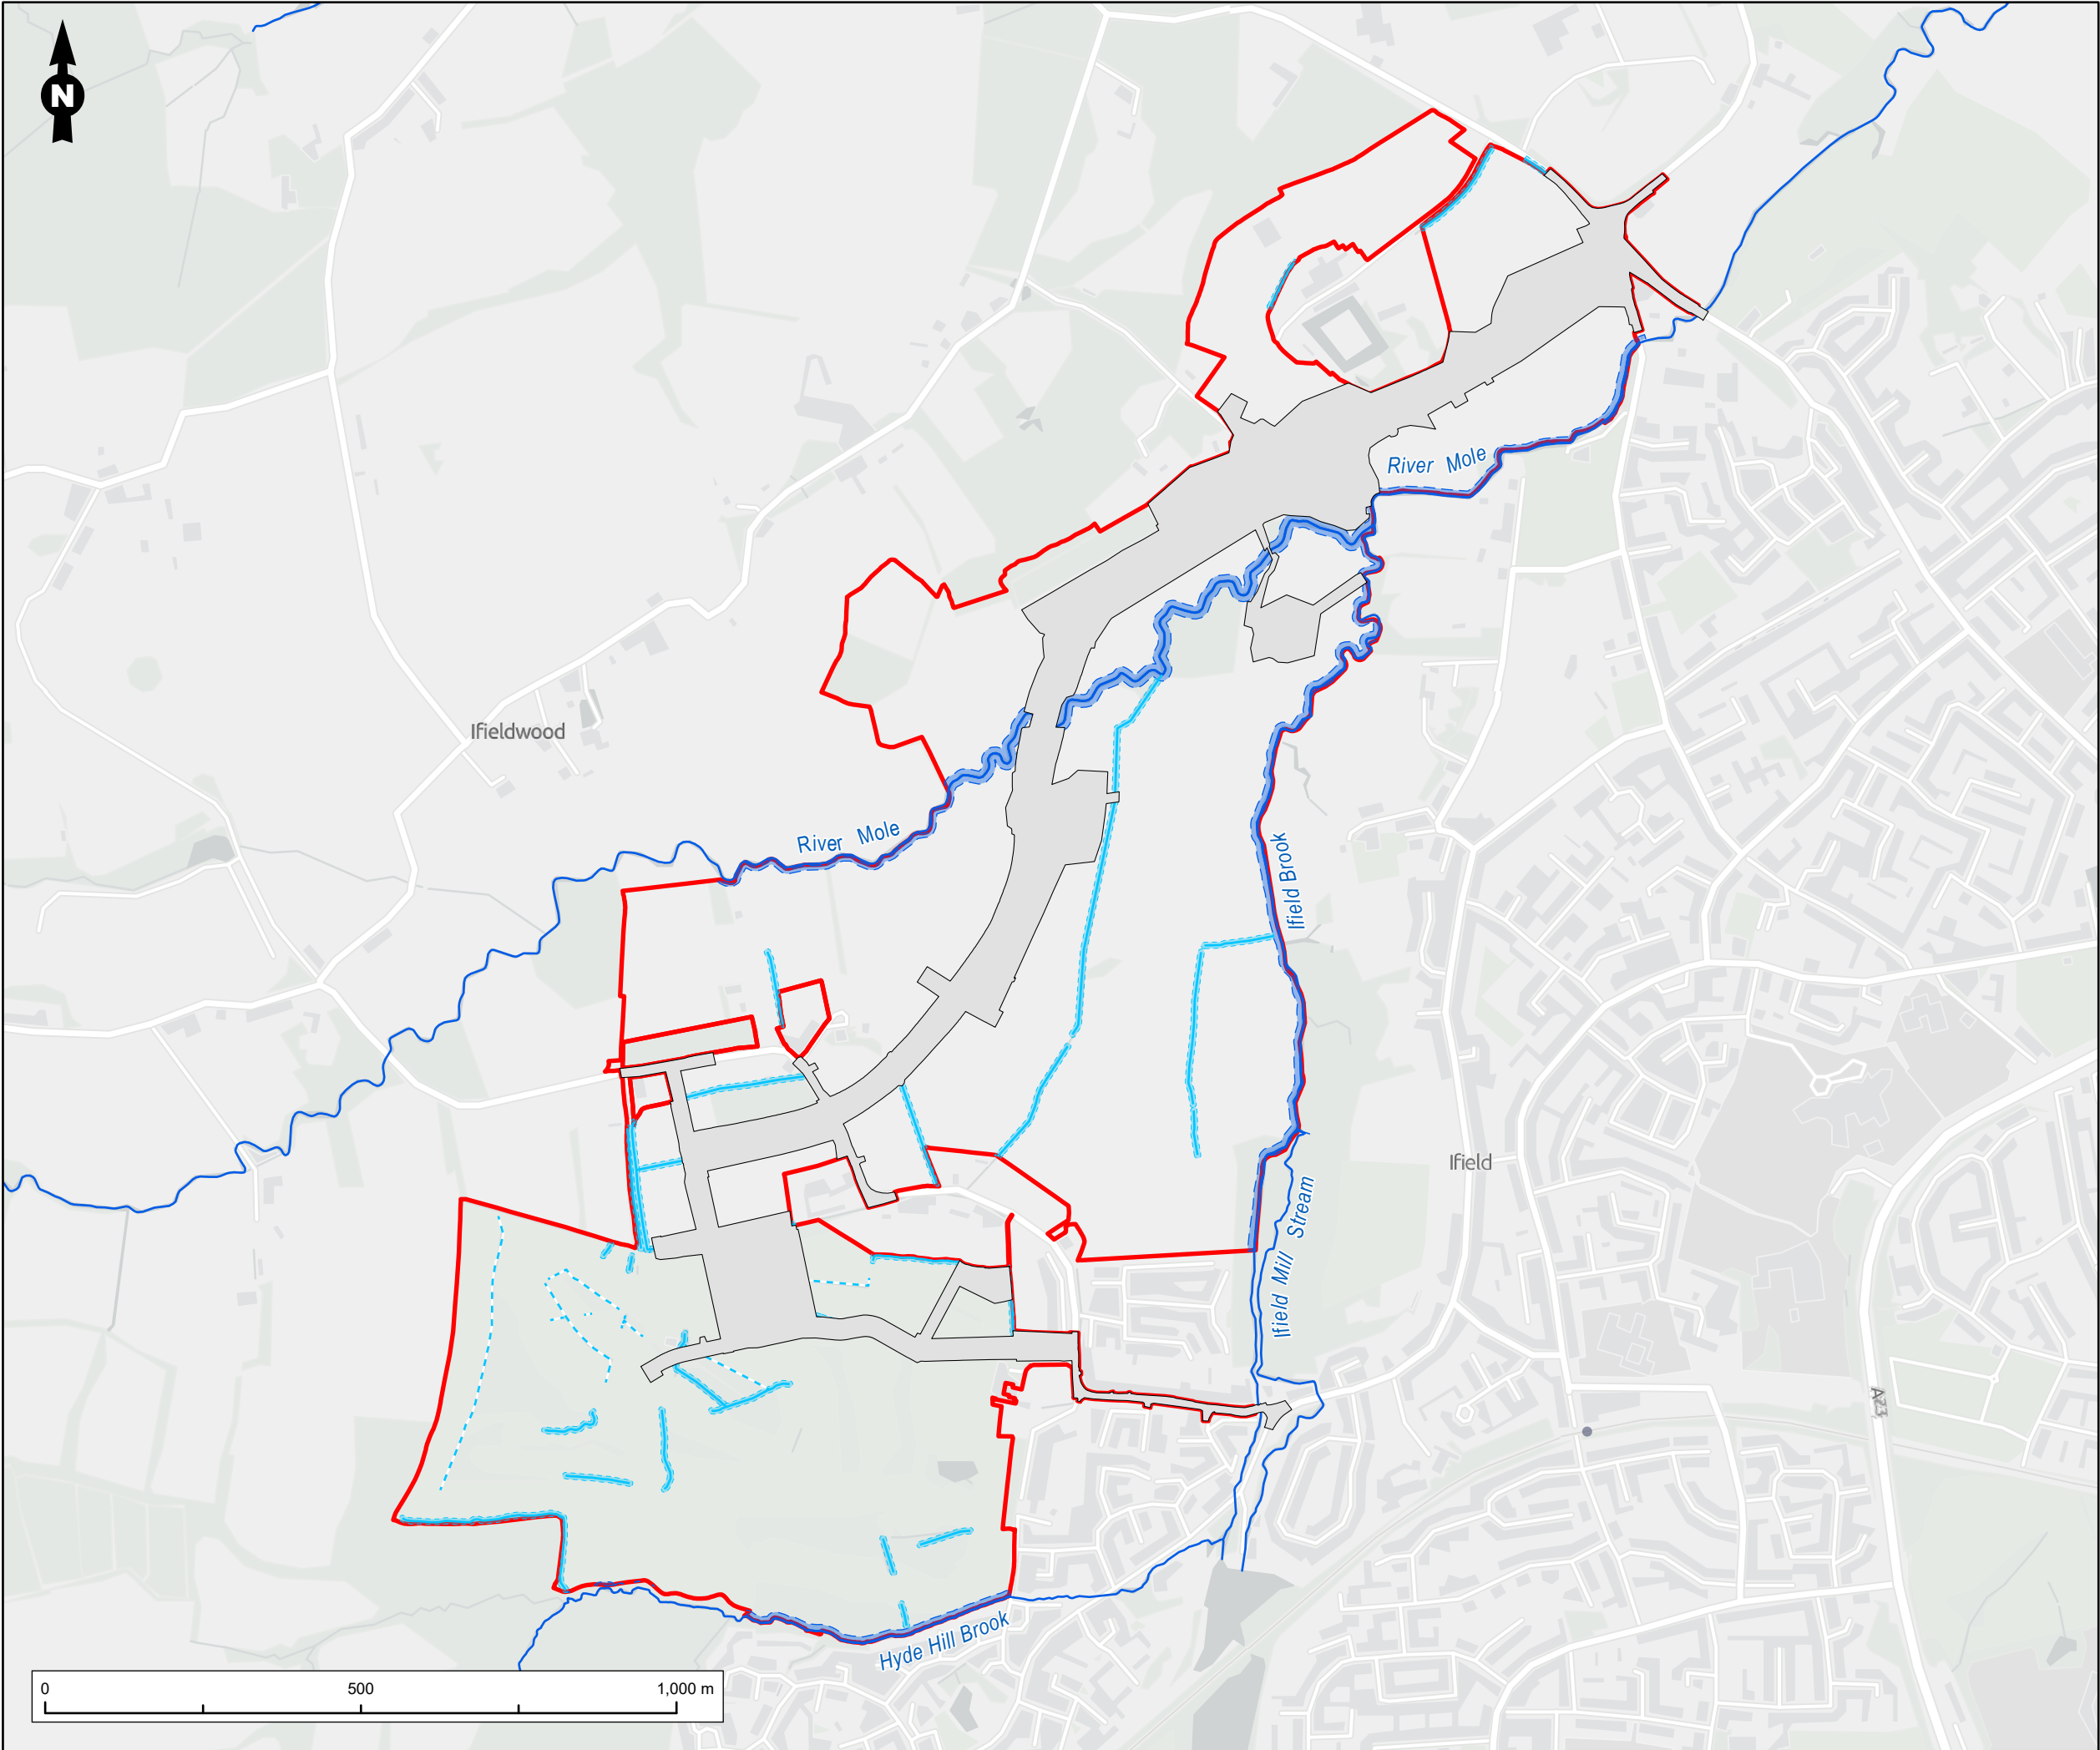 N
River Mole
Ifieldwood
River Mole
Ifield Brook
Ifield
Ifield Mill Stream
A23
Hyde Hill Brook
0 500 1,000 m